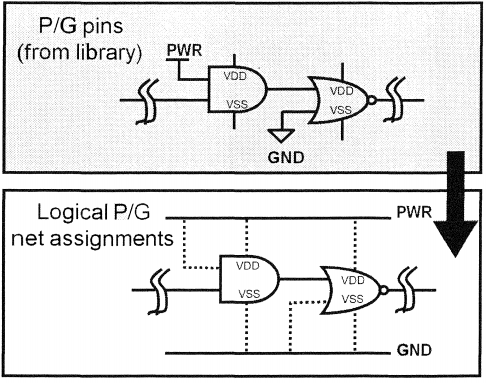 P/G pins
(from library)
PWR
VDD
VSS
VDD
VSS
GND
Logical P/G
net assignments
PWR
VDD
VSS
VDD
VSS
GND